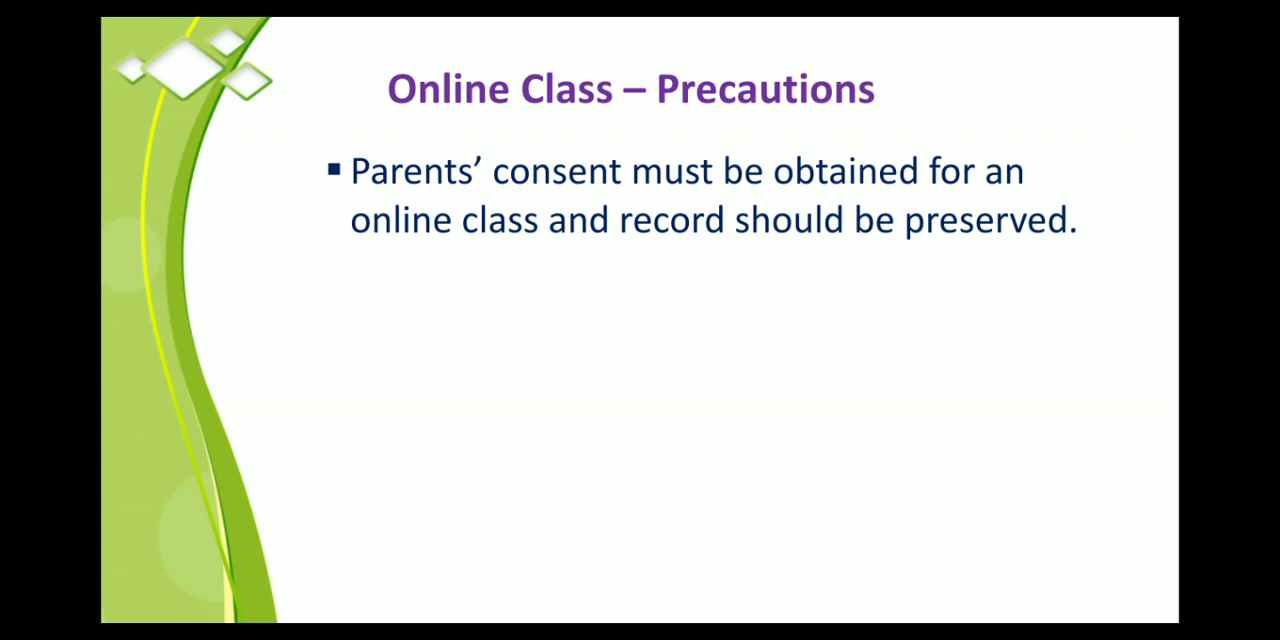 Online Class – Precautions
▪ Parents’ consent must be obtained for an
online class and record should be preserved.